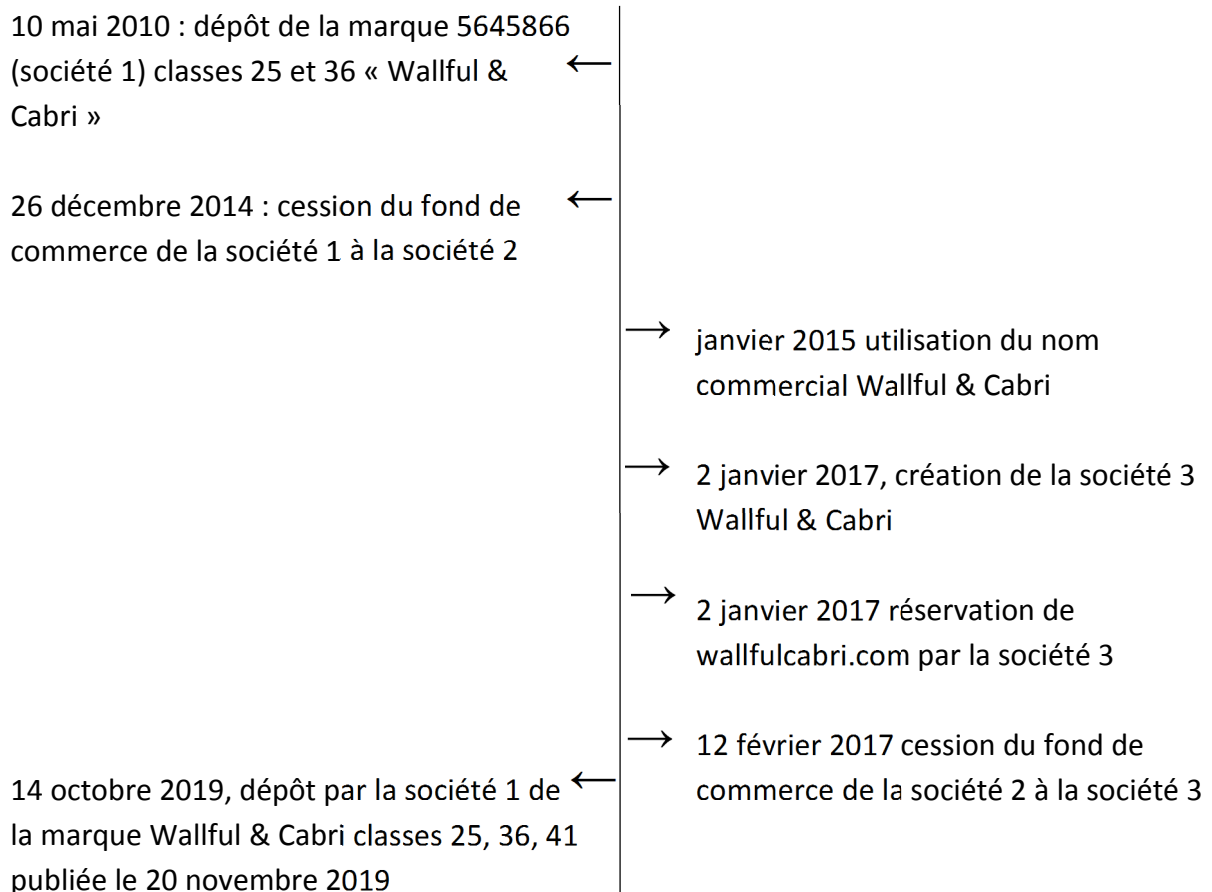 10 mai 2010 : dépôt de la marque 5645866
(société 1) classes 25 et 36 « Wallful &
Cabri »
26 décembre 2014 : cession du fond de
commerce de la société 1 à la société 2
janvier 2015 utilisation du nom
commercial Wallful & Cabri
2 janvier 2017, création de la société 3
Wallful & Cabri
2 janvier 2017 réservation de
wallfulcabri.com par la société 3
12 février 2017 cession du fond de
commerce de la société 2 à la société 3
14 octobre 2019, dépôt par la société 1 de
la marque Wallful & Cabri classes 25, 36, 41
publiée le 20 novembre 2019